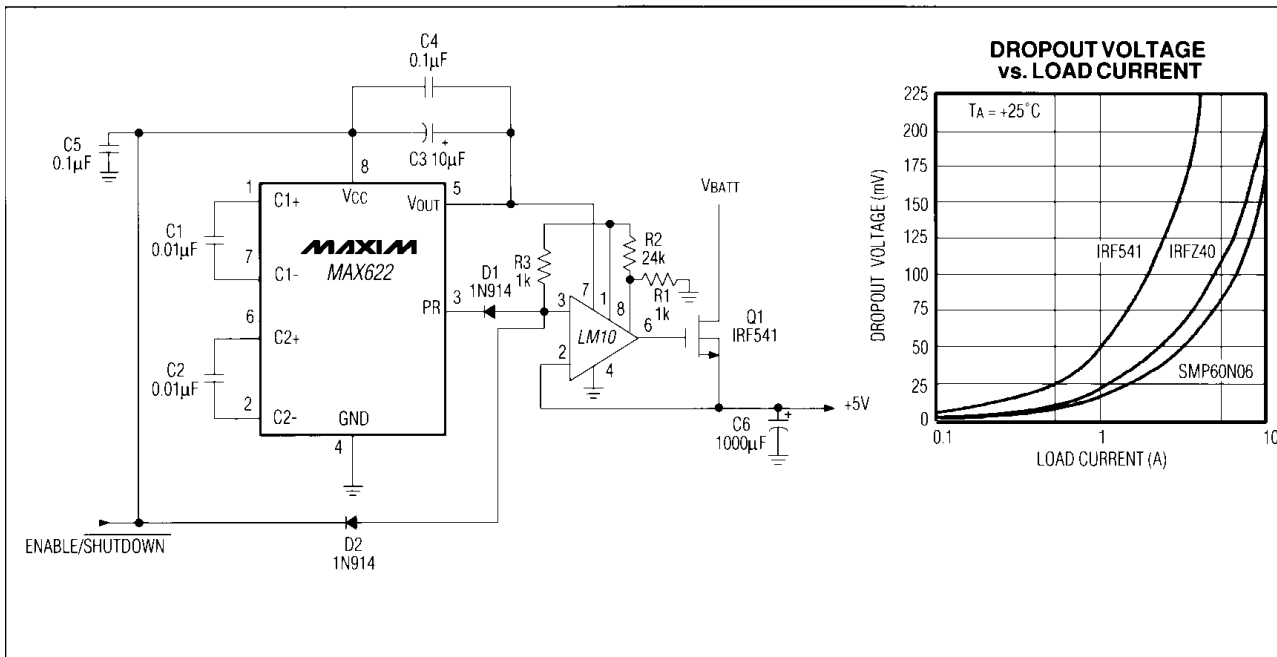 C4
0.1µF
C5
0.1µF
C3 10µF
+
8
1
C1+
VCC
5
VOUT
C1
0.01µF
7
C1-
MAXIM
MAX622
6
C2+
C2
0.01µF
2
C2-
GND
4
PR
3
D1
1N914
R3
1k
R2
24k
R1
1k
3
7
1
8
2
LM10
6
4
VBATT
Q1
IRF541
+5V
C6
1000µF
+
ENABLE/SHUTDOWN
D2
1N914
DROPOUT VOLTAGE
vs. LOAD CURRENT
TA = +25°C
DROPOUT VOLTAGE (mV)
225
200
175
150
125
100
75
50
25
0
IRF541
IRFZ40
SMP60N06
0.1
1
10
LOAD CURRENT (A)